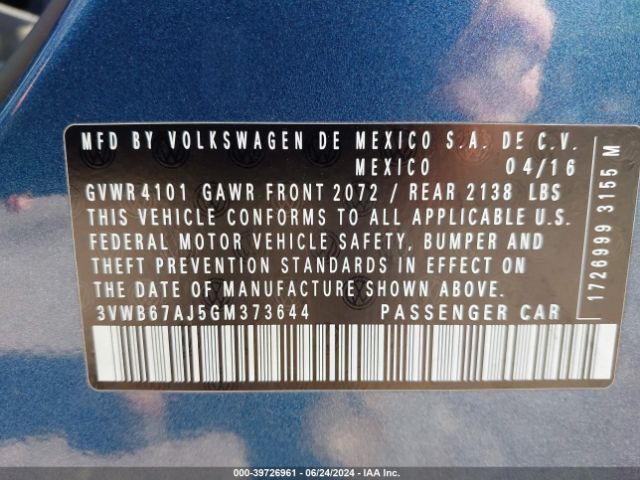 MFD BY VOLKSWAGEN DE MEXICO S.A. DE C.V.
MEXICO 04/16
GVWR 4101 GAWR FRONT 2072 / REAR 2138 LBS
THIS VEHICLE CONFORMS TO ALL APPLICABLE U.S.
FEDERAL MOTOR VEHICLE SAFETY, BUMPER AND
THEFT PREVENTION STANDARDS IN EFFECT ON
THE DATE OF MANUFACTURE SHOWN ABOVE.
3VWB67AJ5GM373644 PASSENGER CAR
1726999 3155 M
000-39726961 - 06/24/2024 - IAA Inc.